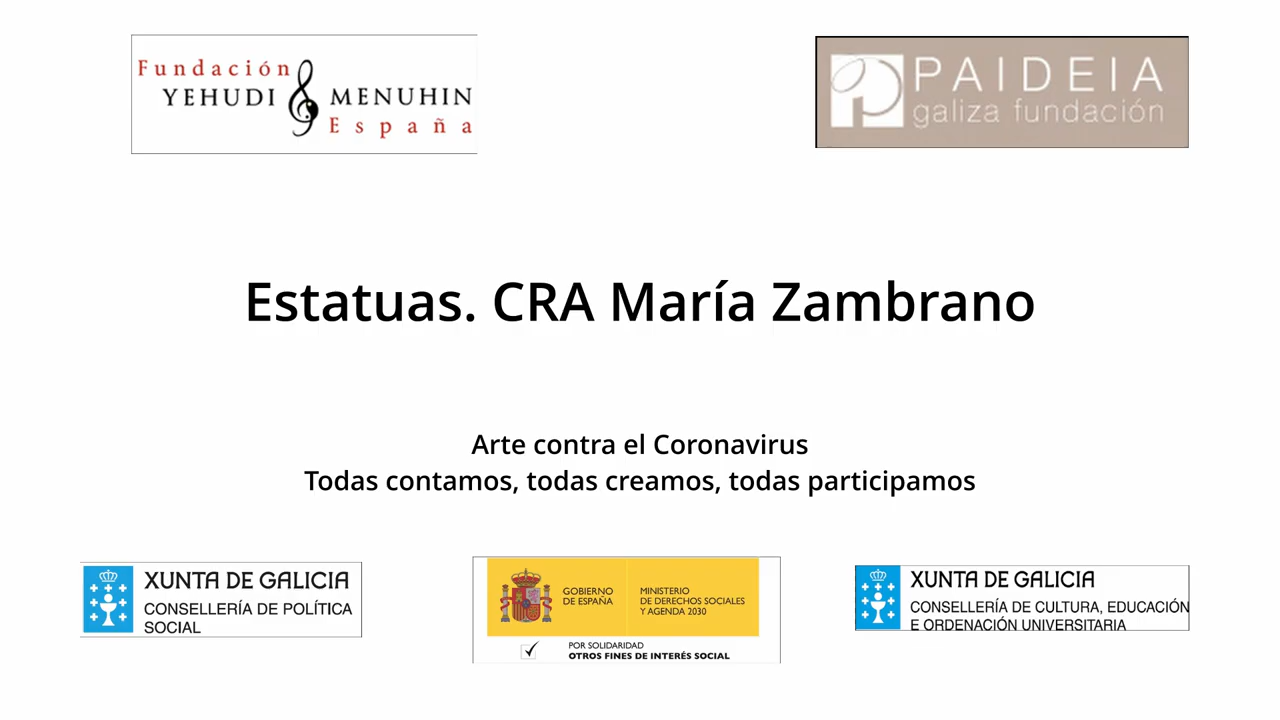 Fundación
YEHUDI MENUHIN
España
PAIDEIA
galiza fundación
Estatuas. CRA María Zambrano
Arte contra el Coronavirus
Todas contamos, todas creamos, todas participamos
XUNTA DE GALICIA
CONSELLERÍA DE POLÍTICA
SOCIAL
GOBIERNO
DE ESPAÑA
MINISTERIO
DE DERECHOS SOCIALES
Y AGENDA 2030
POR SOLIDARIDAD
OTROS FINES DE INTERÉS SOCIAL
XUNTA DE GALICIA
CONSELLERÍA DE CULTURA, EDUCACIÓN
E ORDENACIÓN UNIVERSITARIA